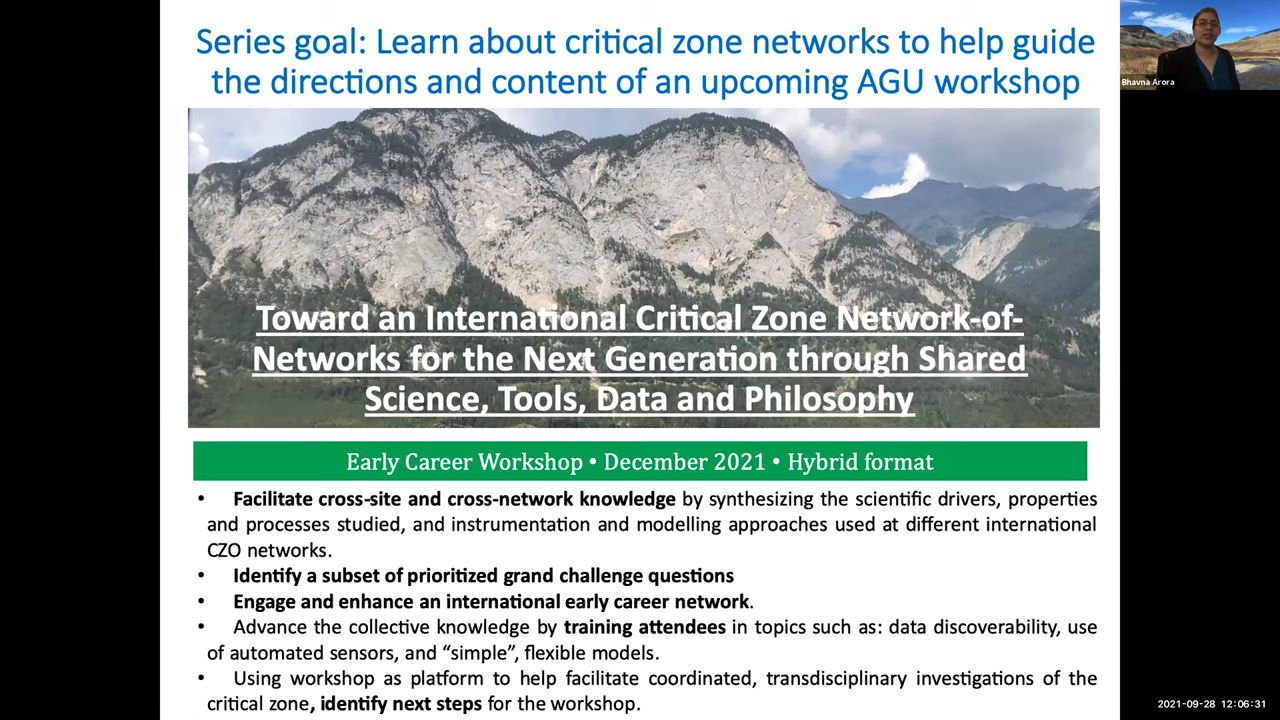 Series goal: Learn about critical zone networks to help guide
the directions and content of an upcoming AGU workshop
Bhavna Arora
Toward an International Critical Zone Network-of-
Networks for the Next Generation through Shared
Science, Tools, Data and Philosophy
Early Career Workshop • December 2021 • Hybrid format
• Facilitate cross-site and cross-network knowledge by synthesizing the scientific drivers, properties
and processes studied, and instrumentation and modelling approaches used at different international
CZO networks.
• Identify a subset of prioritized grand challenge questions
• Engage and enhance an international early career network.
• Advance the collective knowledge by training attendees in topics such as: data discoverability, use
of automated sensors, and “simple”, flexible models.
• Using workshop as platform to help facilitate coordinated, transdisciplinary investigations of the
critical zone, identify next steps for the workshop.
2021-09-28 12:06:31